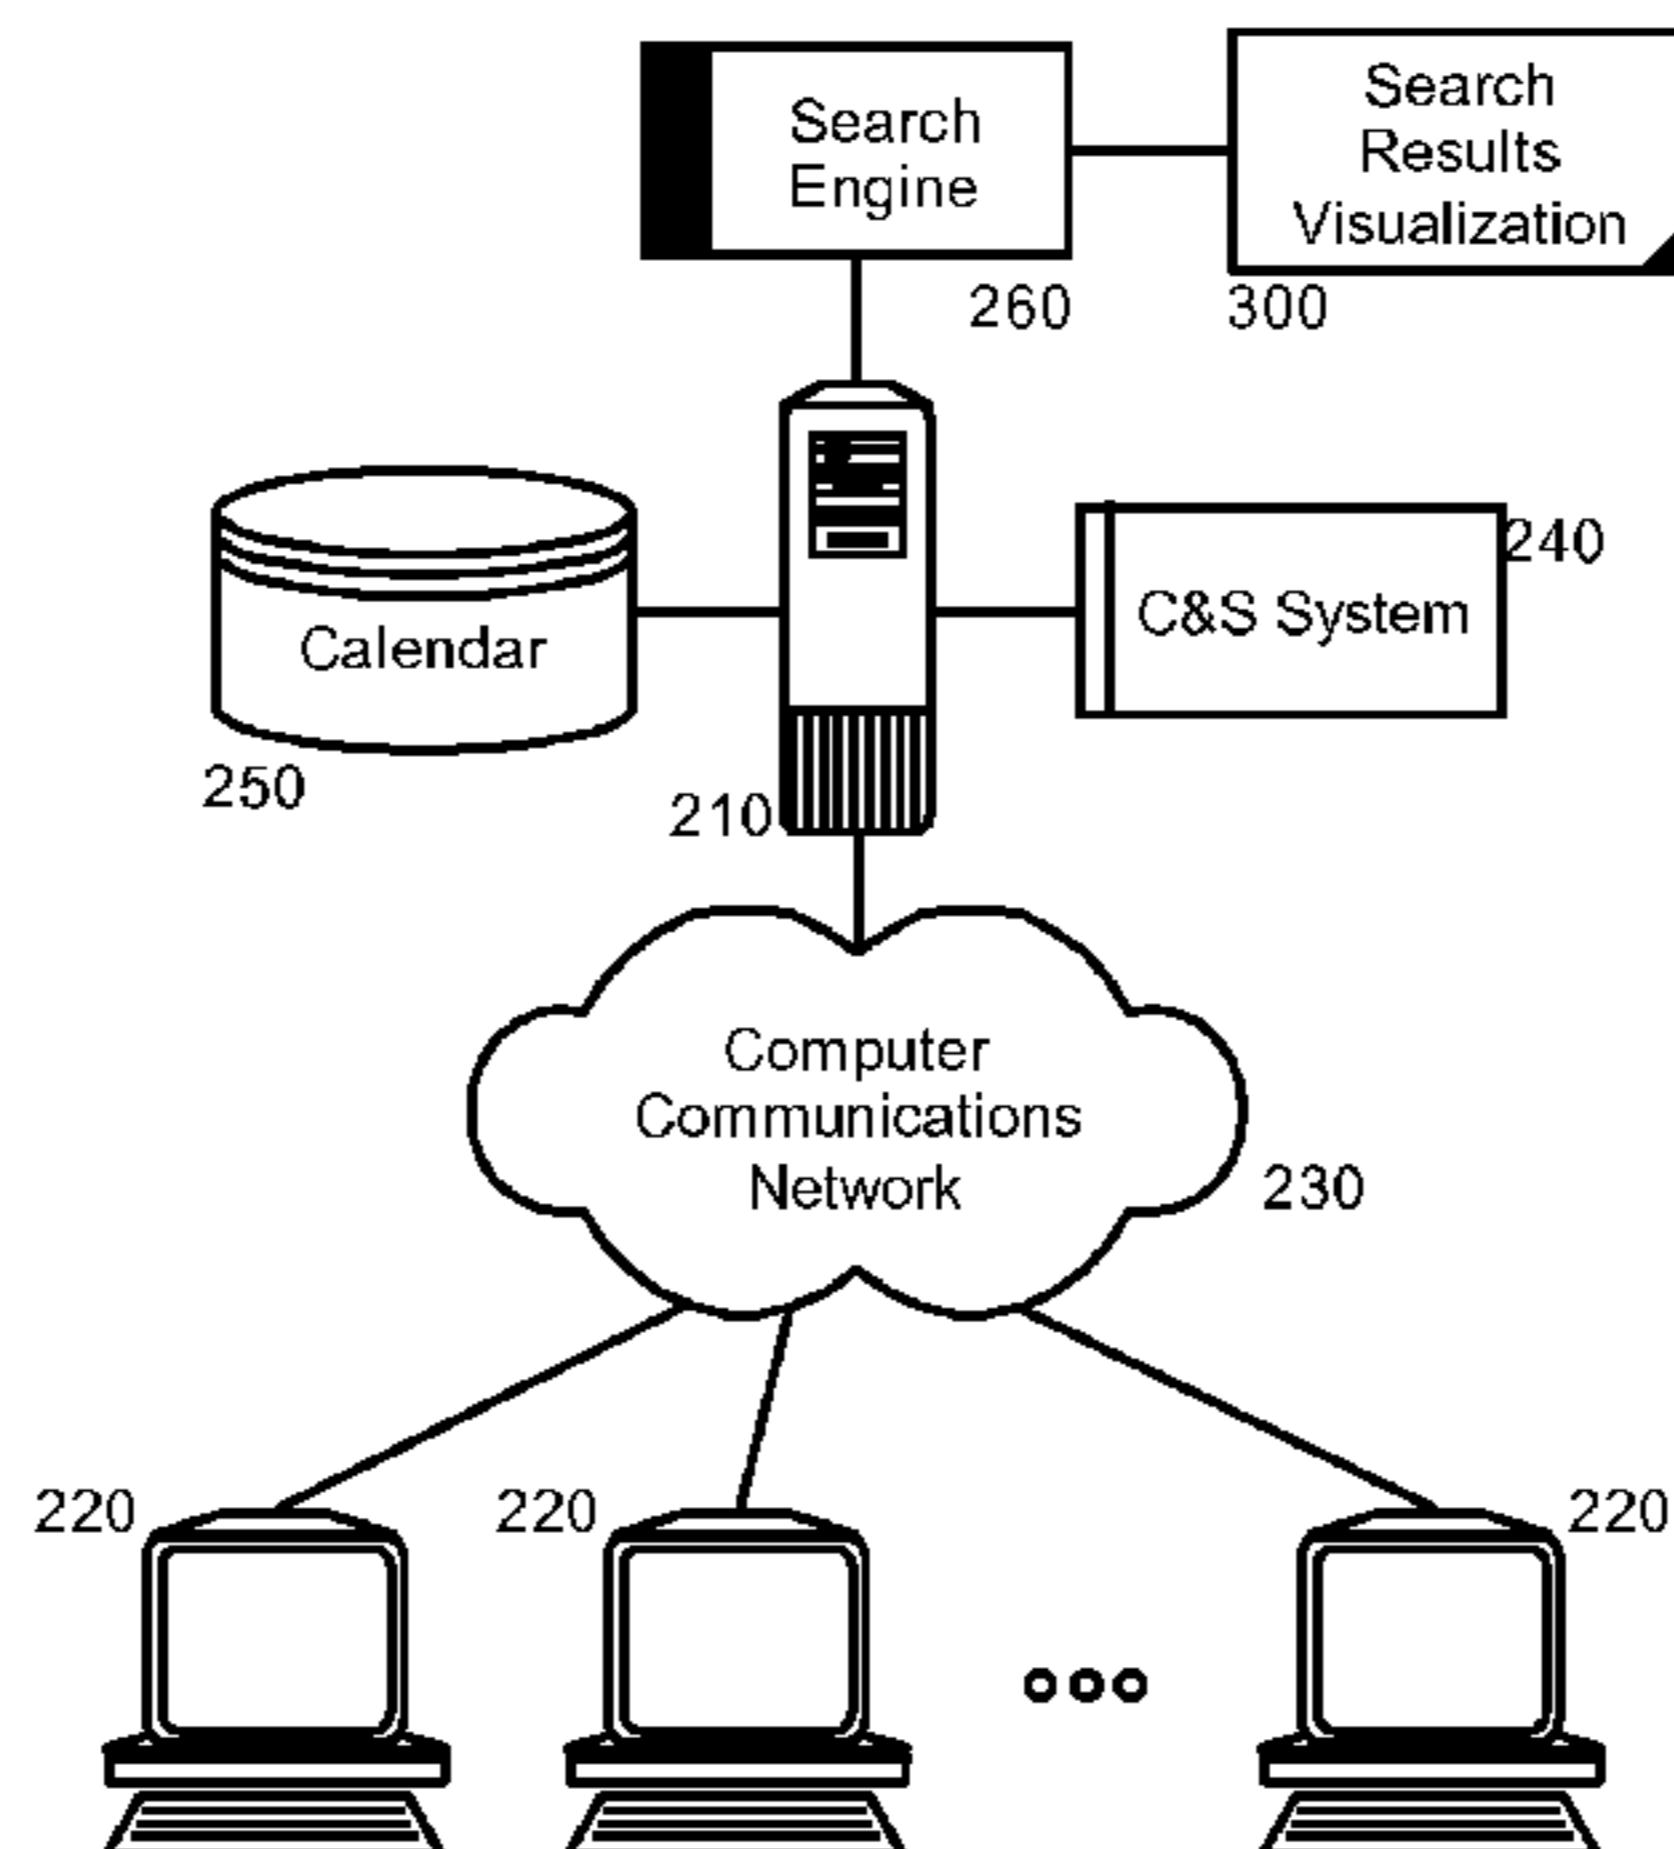 Search
Engine
260
Search
Results
Visualization
300
Calendar
250
210
240
C&S System
Computer
Communications
Network
230
220
220
220